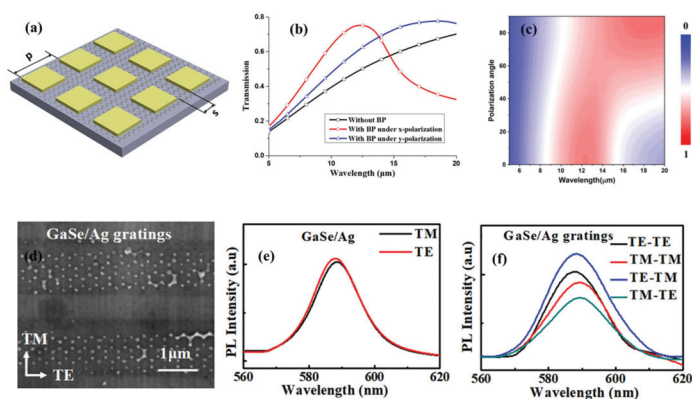 (a)
p
s
(b)
Transmission
0.8
0.6
0.4
0.2
0.0
Without BP
With BP under x-polarization
With BP under y-polarization
5 10 15 20
Wavelength (μm)
(c)
Polarization angle
80
60
40
20
0
6 8 10 12 14 16 18 20
Wavelength(μm)
0
1
GaSe/Ag gratings
(d)
TM
TE
1μm
(e)
GaSe/Ag
TM
TE
PL Intensity (a.u)
560 580 600 620
Wavelength (nm)
(f)
GaSe/Ag gratings
TE-TE
TM-TM
TE-TM
TM-TE
PL Intensity (a.u)
560 580 600 620
Wavelength (nm)